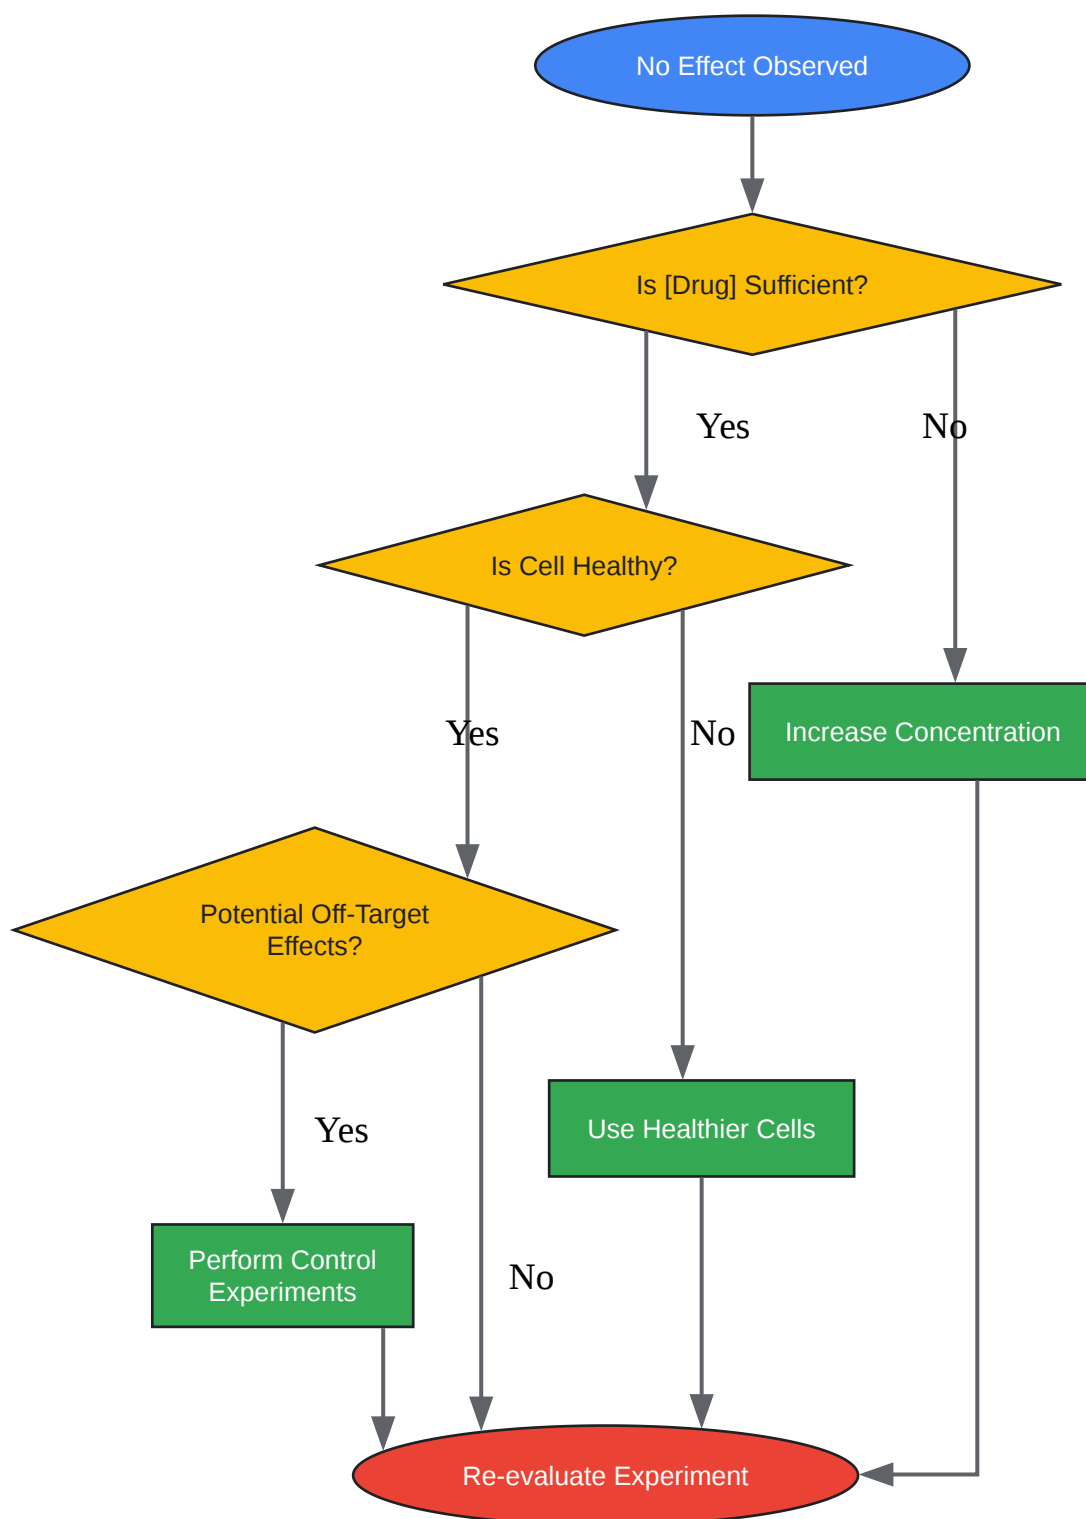 No Effect Observed
Is [Drug] Sufficient?
Yes
No
Is Cell Healthy?
Yes
No
Increase Concentration
Potential Off-Target
Effects?
Yes
Use Healthier Cells
Perform Control
Experiments
No
Re-evaluate Experiment